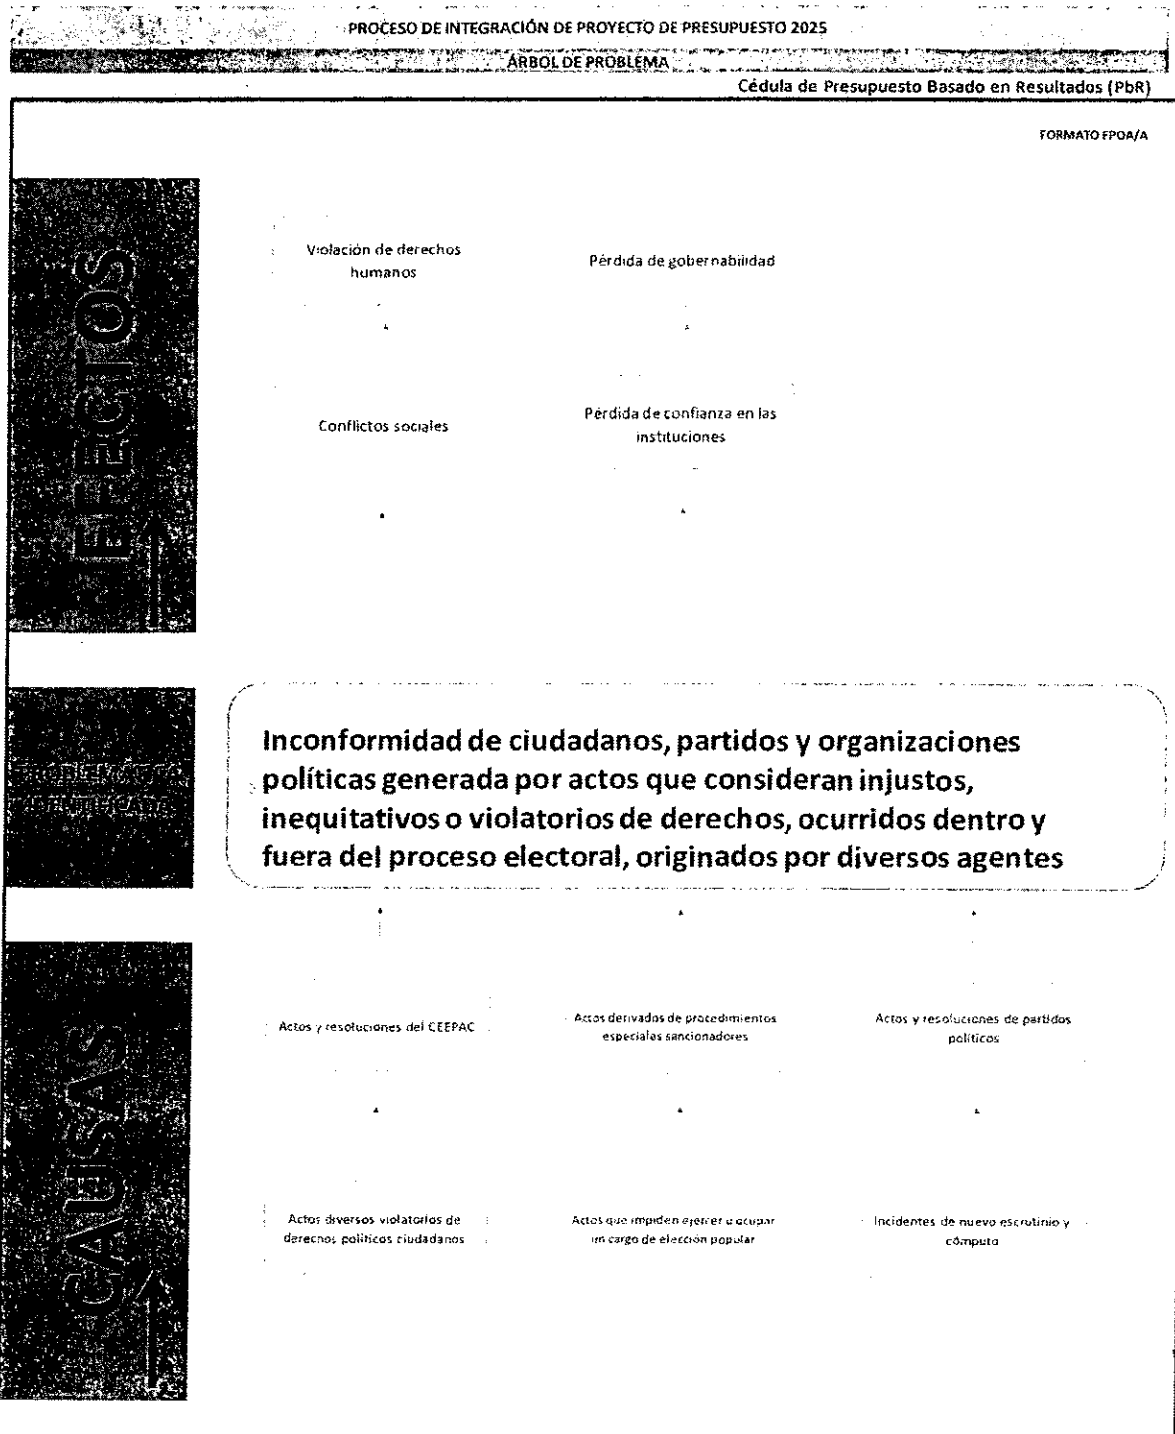 PROCESO DE INTEGRACIÓN DE PROYECTO DE PRESUPUESTO 2025
ÁRBOL DE PROBLEMA
Cédula de Presupuesto Basado en Resultados (PbR)
FORMATO FPOA/A
EFECTOS
Violación de derechos
humanos
Pérdida de gobernabilidad
Conflictos sociales
Pérdida de confianza en las
instituciones
PROBLEMÁTICA
IDENTIFICADA
Inconformidad de ciudadanos, partidos y organizaciones
políticas generada por actos que consideran injustos,
inequitativos o violatorios de derechos, ocurridos dentro y
fuera del proceso electoral, originados por diversos agentes
CAUSAS
Actos y resoluciones del CEEPAC
Actos derivados de procedimientos
especiales sancionadores
Actos y resoluciones de partidos
políticos
Actos diversos violatorios de
derechos políticos ciudadanos
Actos que impiden ejercer u ocupar
un cargo de elección popular
Incidentes de nuevo escrutinio y
cómputo